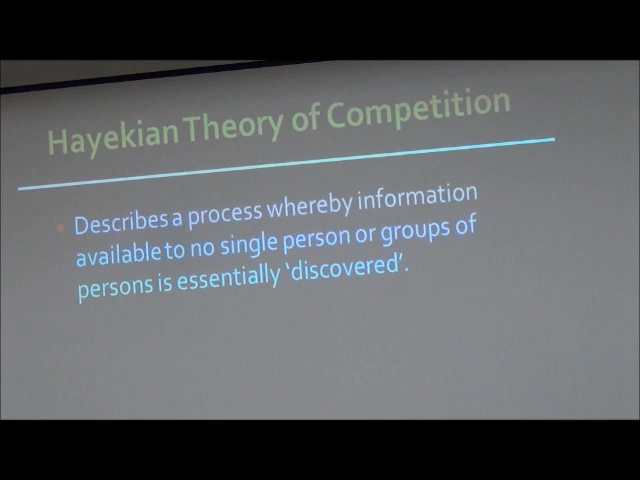 Hayekian Theory of Competition
Describes a process whereby information
available to no single person or groups of
persons is essentially ‘discovered’.